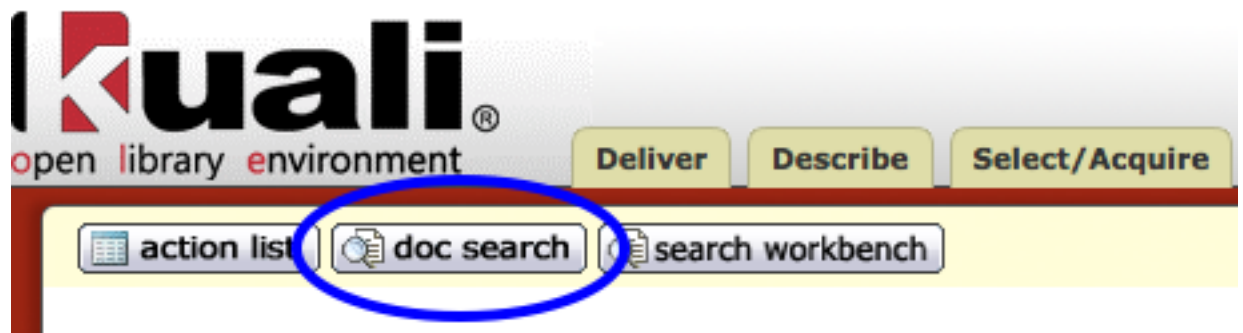 kuali®
open library environment
Deliver Describe Select/Acquire
action list doc search search workbench